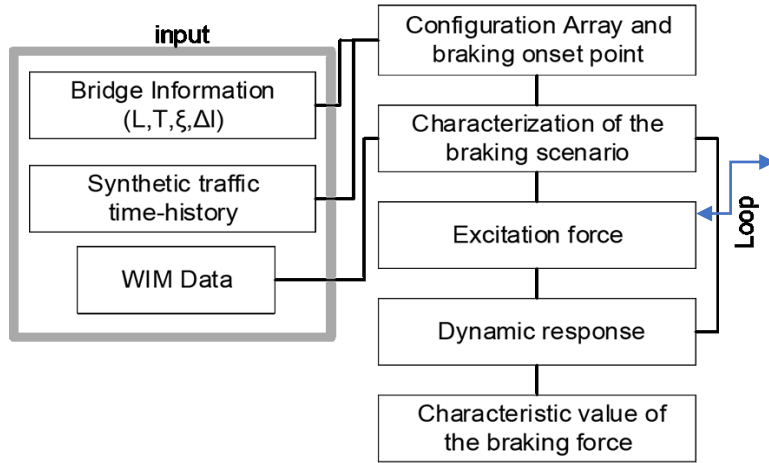 input
Bridge Information
(L,T,ξ,ΔI)
Synthetic traffic
time-history
WIM Data
Configuration Array and
braking onset point
Characterization of the
braking scenario
Excitation force
Dynamic response
Characteristic value of
the braking force
Loop